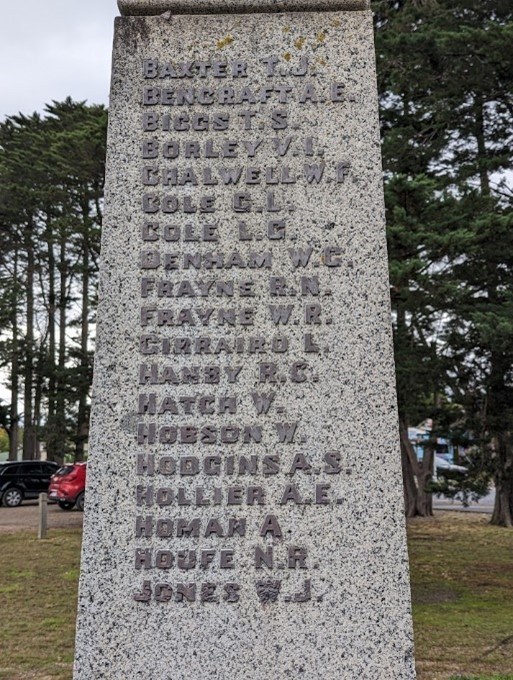 BAXTER T.J.
BENCRAFT A.E.
BIGGS T.S.
BORLEY V.I.
CHALWELL W.F.
COLE G.L.
COLE L.G.
DENHAM W.G.
FRAYNE R.N.
FRAYNE W.R.
GIRRAIRD L.
HANBY R.C.
HATCH W.
HOBSON W.
HODGINS A.S.
HOLLIER A.E.
HOMAN A.
HOUFE N.R.
JONES W.J.